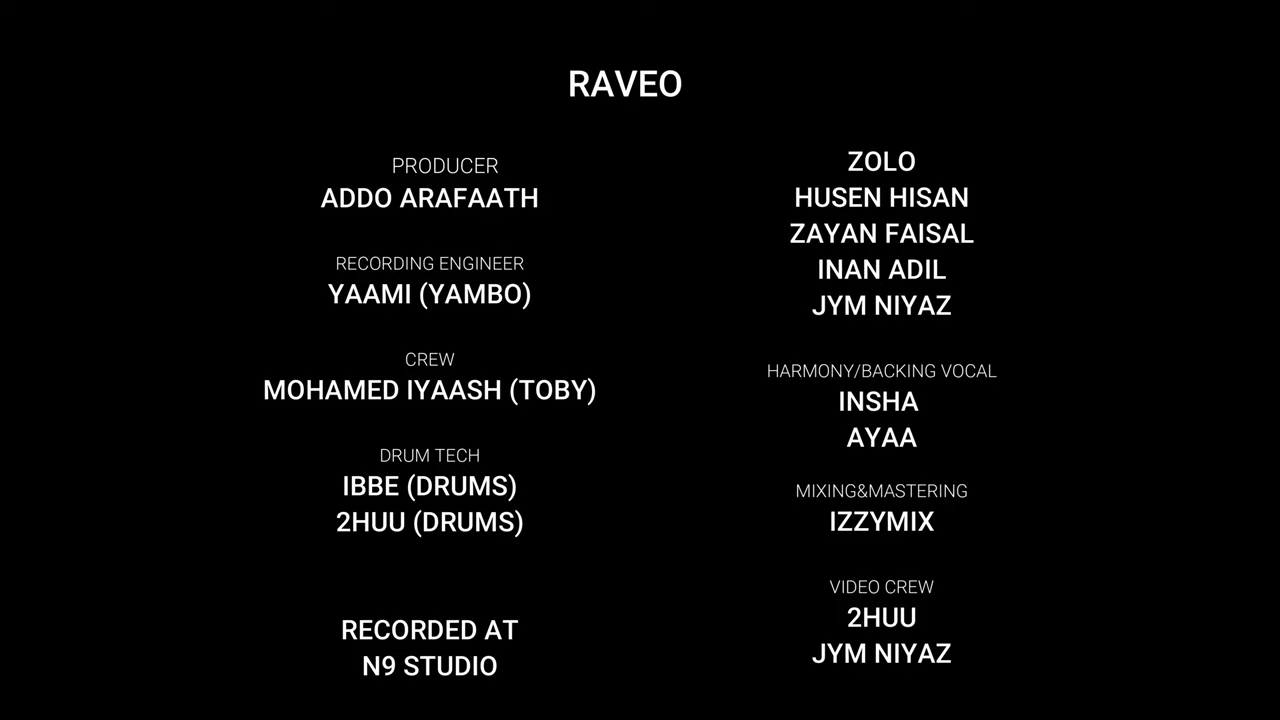 RAVEO
PRODUCER
ADDO ARAFAATH
RECORDING ENGINEER
YAAMI (YAMBO)
CREW
MOHAMED IYAASH (TOBY)
DRUM TECH
IBBE (DRUMS)
2HUU (DRUMS)
RECORDED AT
N9 STUDIO
ZOLO
HUSEN HISAN
ZAYAN FAISAL
INAN ADIL
JYM NIYAZ
HARMONY/BACKING VOCAL
INSHA
AYAA
MIXING&MASTERING
IZZYMIX
VIDEO CREW
2HUU
JYM NIYAZ